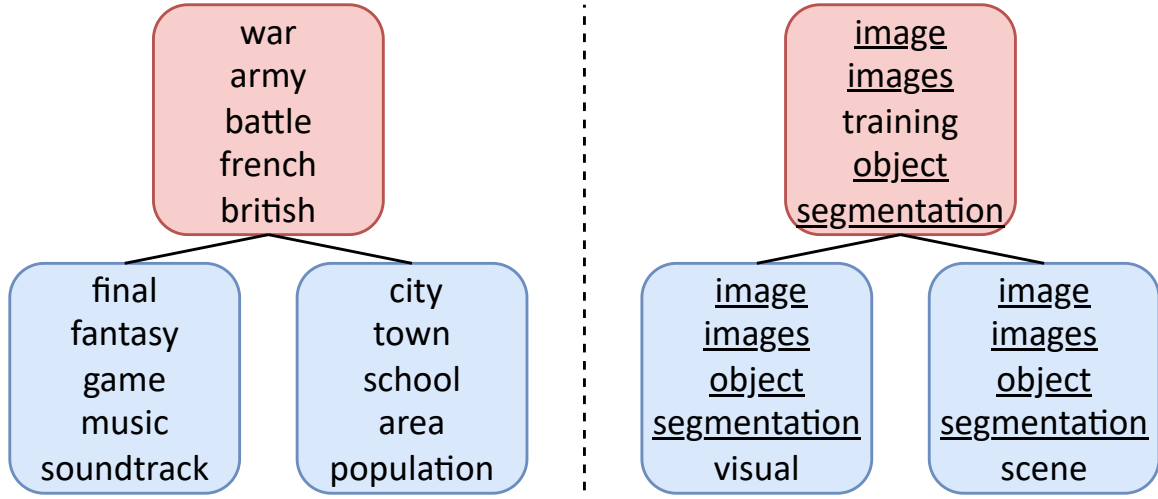 war
army
battle
french
british
final
fantasy
game
music
soundtrack
city
town
school
area
population
image
images
training
object
segmentation
image
images
object
segmentation
visual
image
images
object
segmentation
scene